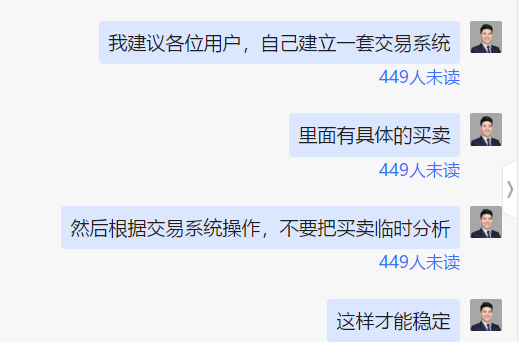 我建议各位用户，自己建立一套交易系统
449人未读
里面有具体的买卖
449人未读
然后根据交易系统操作，不要把买卖临时分析
449人未读
这样才能稳定